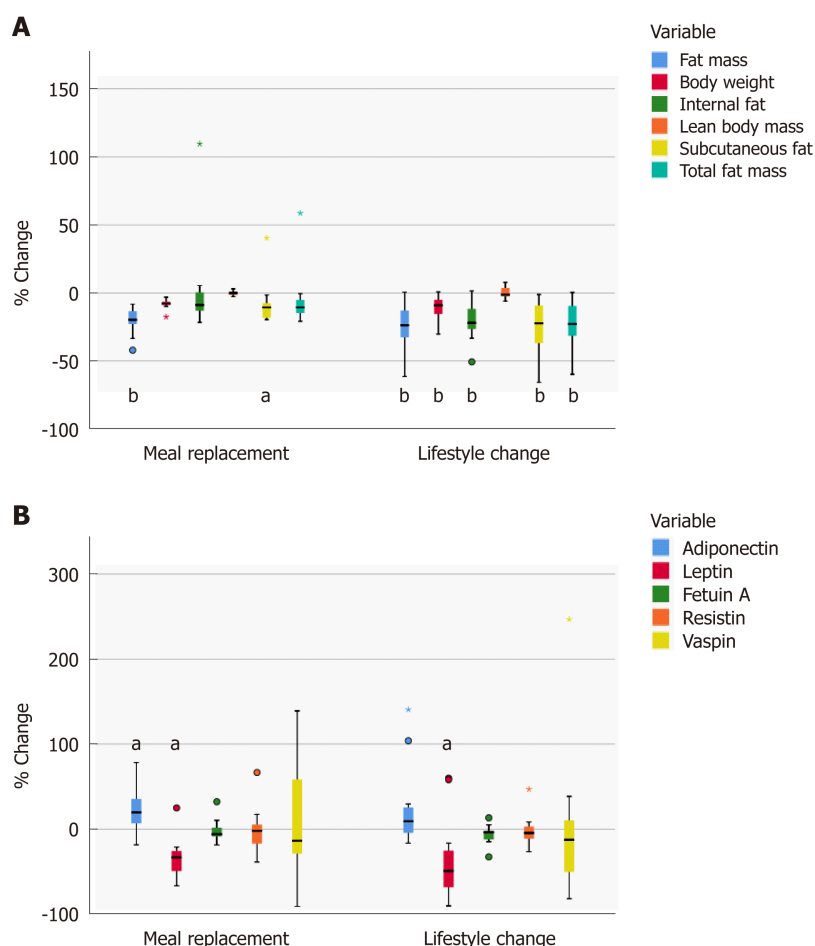 A
Variable
Fat mass
Body weight
Internal fat
Lean body mass
Subcutaneous fat
Total fat mass
% Change
150
100
50
0
-50
-100
b a b b b b b
Meal replacement Lifestyle change
B
Variable
Adiponectin
Leptin
Fetuin A
Resistin
Vaspin
% Change
300
200
100
0
-100
a a a
Meal replacement Lifestyle change